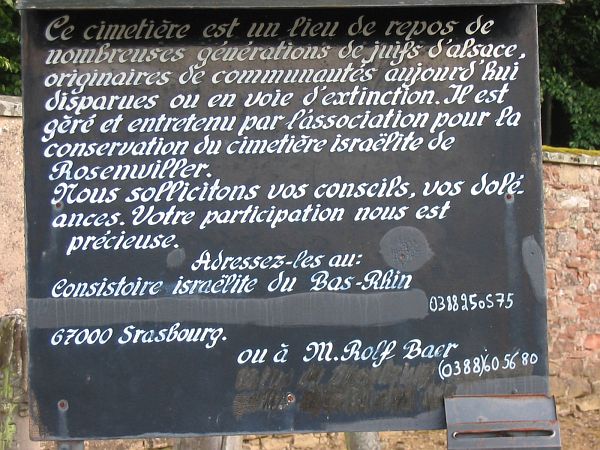 Ce cimetière est un lieu de repos de
nombreuses générations de juifs d'alsace,
originaires de communautés aujourd'hui
disparues ou en voie d'extinction. Il est
gèré et entretenu par l'association pour la
conservation du cimetière israëlite de
Rosenwiller.
Nous sollicitons vos conseils, vos dolé-
ances. Votre participation nous est
précieuse.
Adressez-les au:
Consistoire israëlite du Bas-Rhin
0388250575
67000 Srasbourg.
ou à M. Rolf Baer
(0388)605680